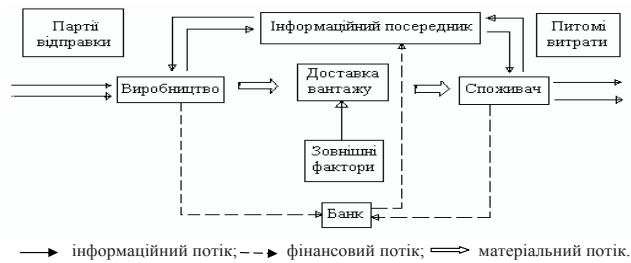 Партії
відправки
Інформаційний посередник
Питомі
витрати
Виробництво
Доставка
вантажу
Споживач
Зовнішні
фактори
Банк
інформаційний потік; фінансовий потік; матеріальний потік.